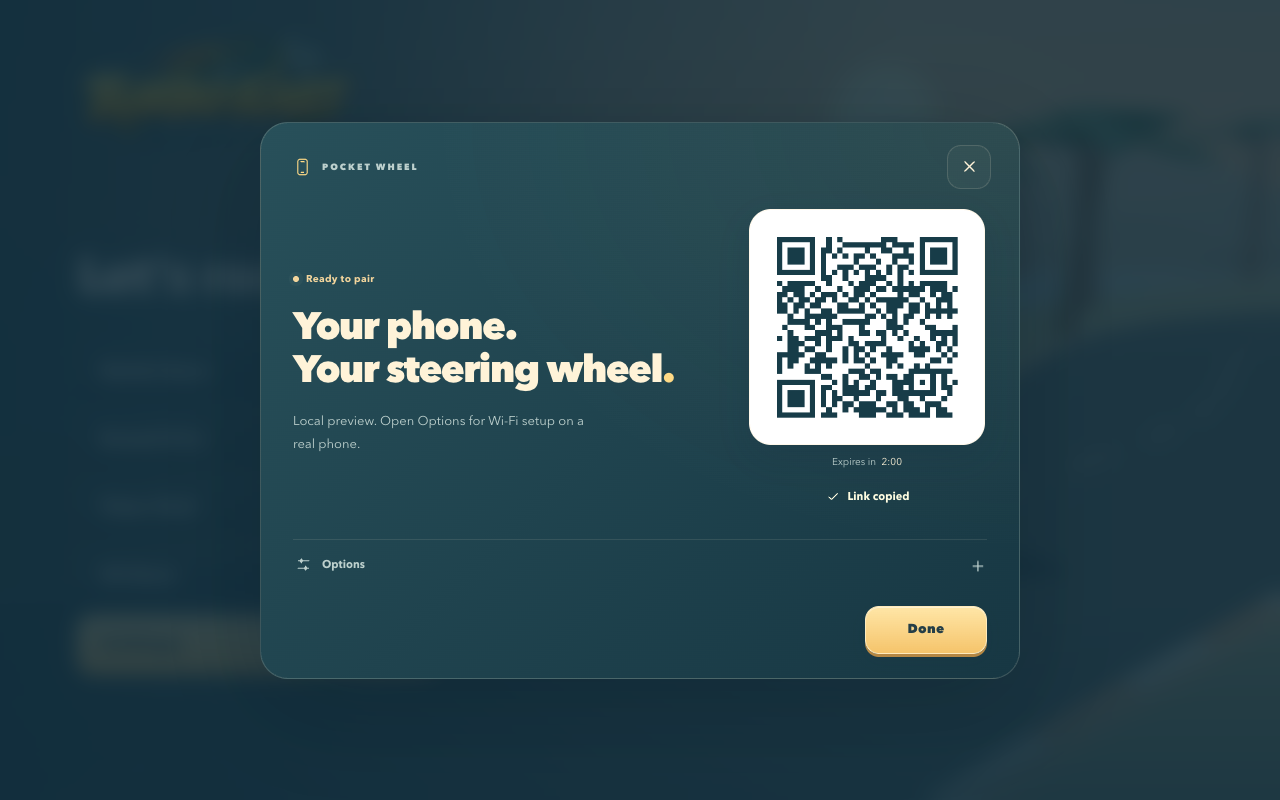 POCKET WHEEL
Ready to pair
Your phone.
Your steering wheel.
Local preview. Open Options for Wi-Fi setup on a
real phone.
Expires in 2:00
Link copied
Options
Done